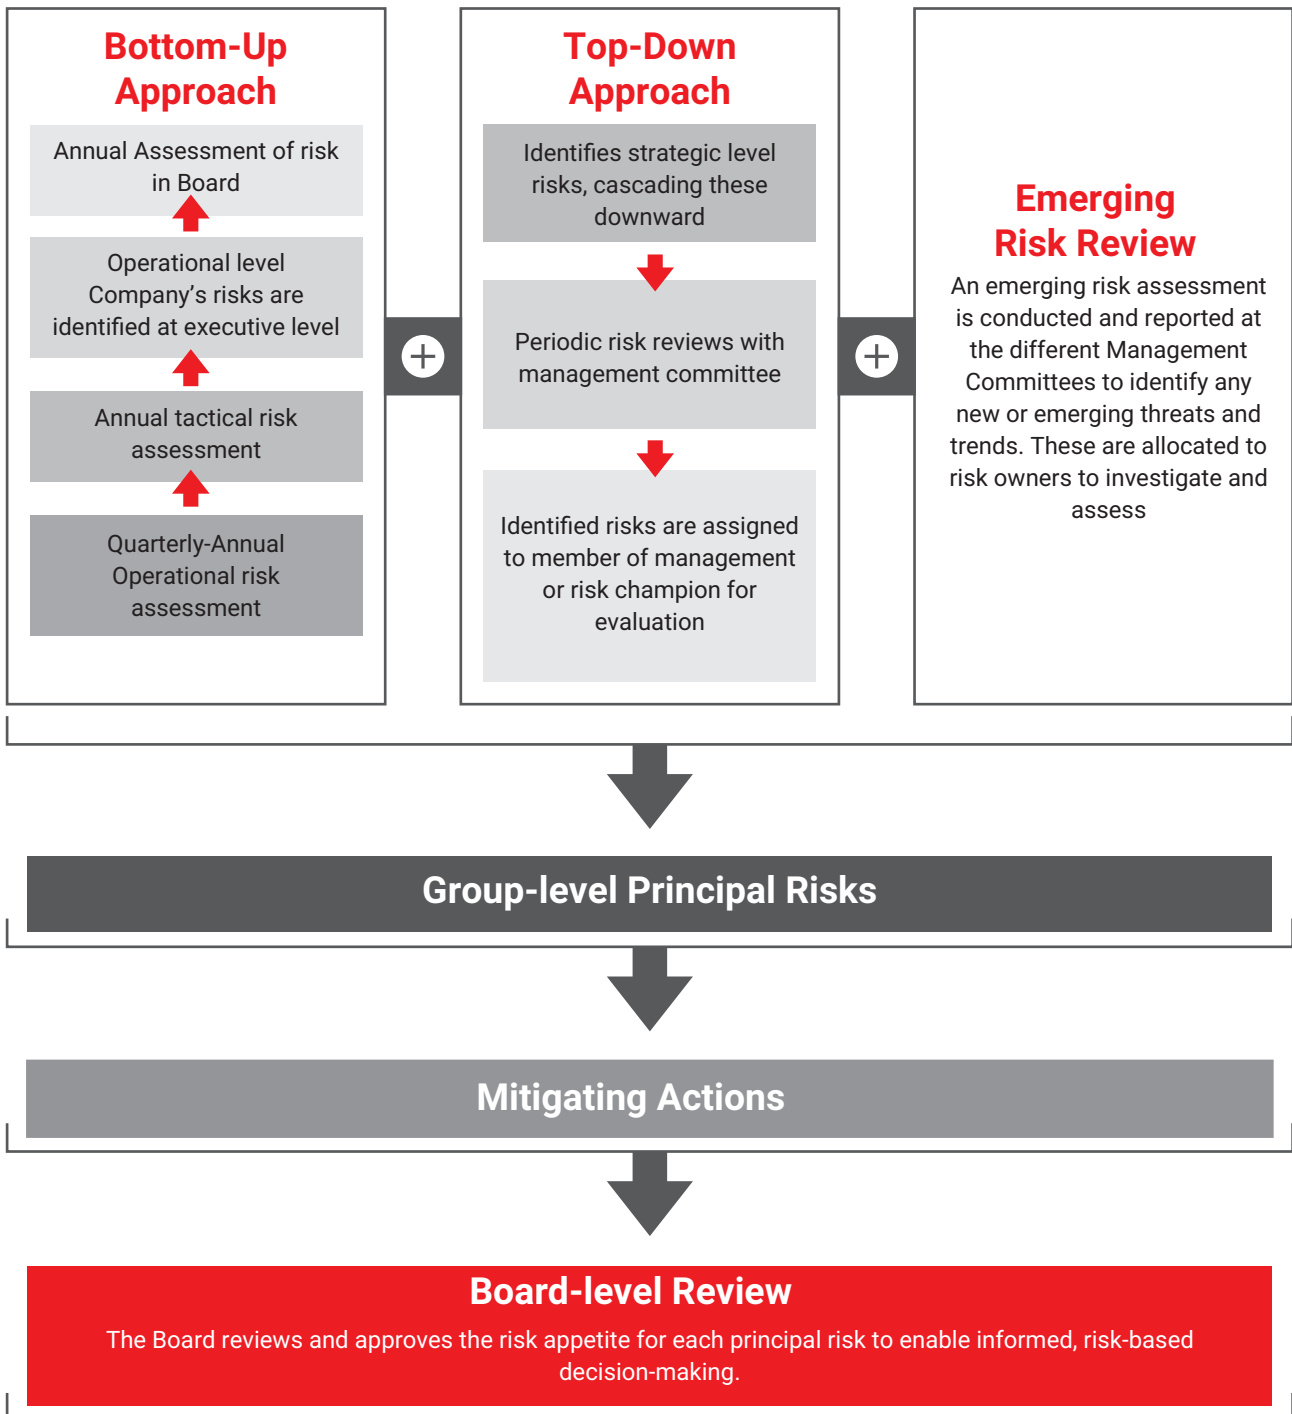 Bottom-Up
Approach
Annual Assessment of risk
in Board
Operational level
Company’s risks are
identified at executive level
Annual tactical risk
assessment
Quarterly-Annual
Operational risk
assessment
Top-Down
Approach
Identifies strategic level
risks, cascading these
downward
Periodic risk reviews with
management committee
Identified risks are assigned
to member of management
or risk champion for
evaluation
Emerging
Risk Review
An emerging risk assessment
is conducted and reported at
the different Management
Committees to identify any
new or emerging threats and
trends. These are allocated to
risk owners to investigate and
assess
Group-level Principal Risks
Mitigating Actions
Board-level Review
The Board reviews and approves the risk appetite for each principal risk to enable informed, risk-based
decision-making.